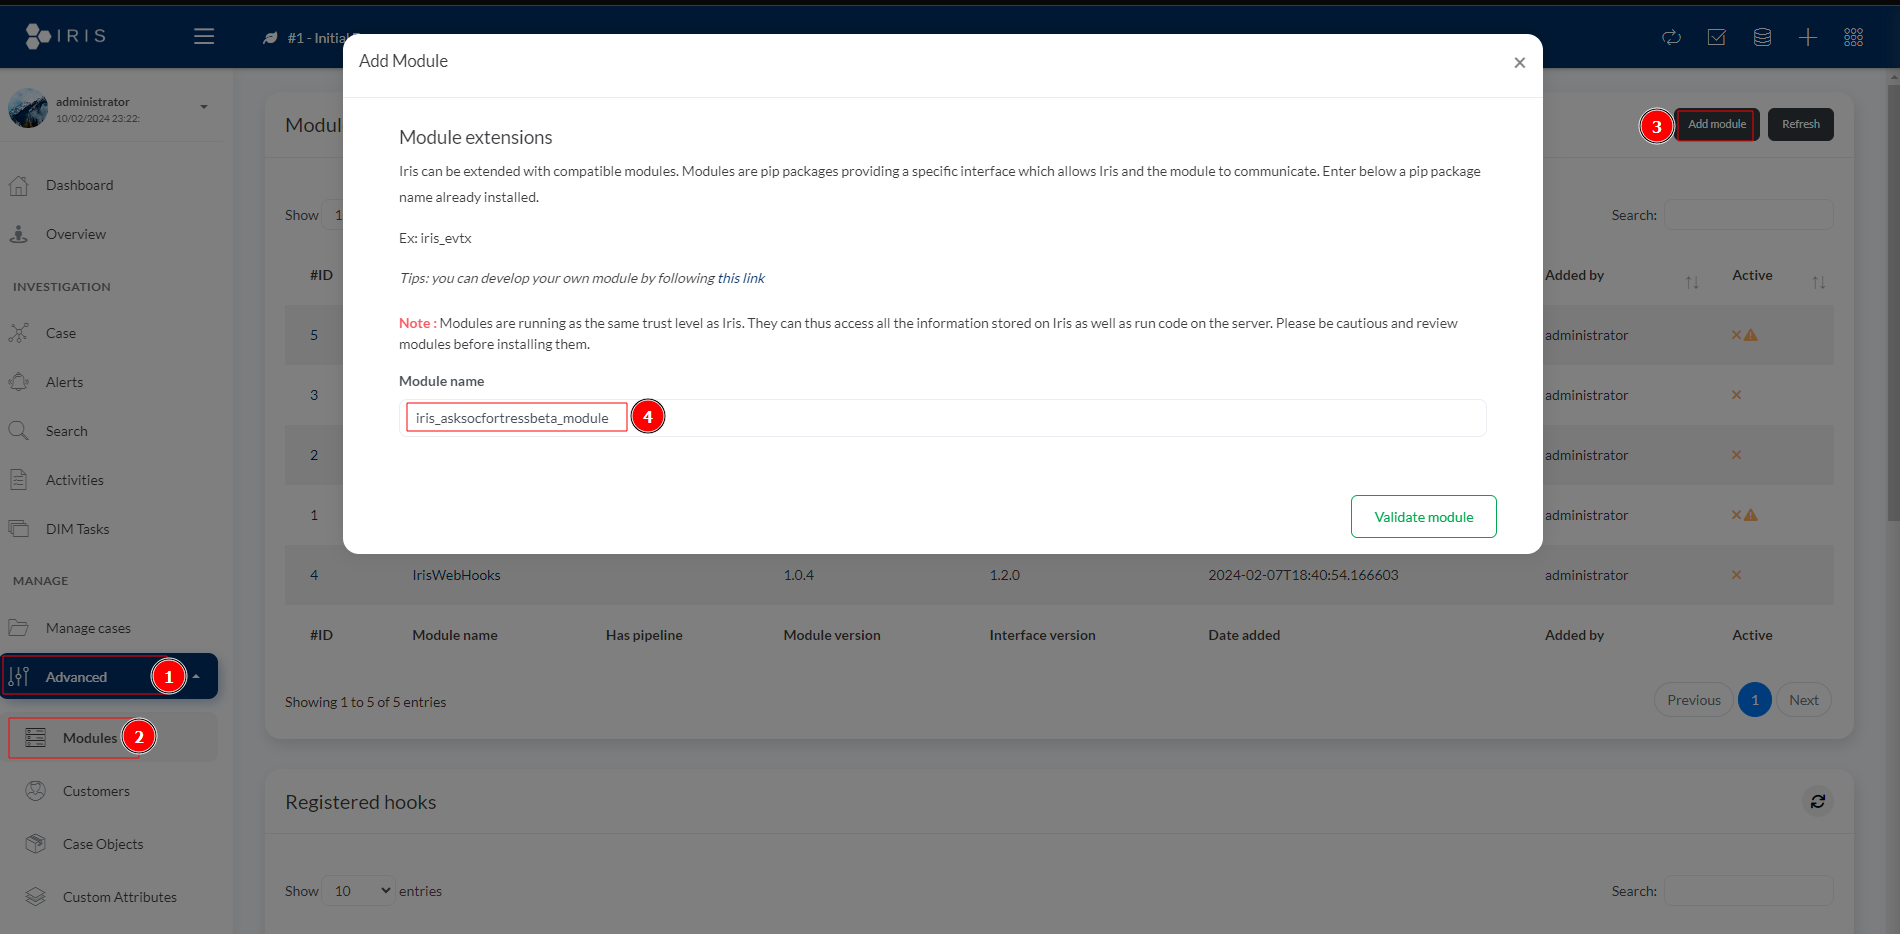 IRIS
#1 - Initial
administrator
10/02/2024 23:22:
Dashboard
Overview
INVESTIGATION
Case
Alerts
Search
Activities
DIM Tasks
MANAGE
Manage cases
Advanced
1
Modules
2
Customers
Case Objects
Custom Attributes
Add Module
×
Module extensions
Iris can be extended with compatible modules. Modules are pip packages providing a specific interface which allows Iris and the module to communicate. Enter below a pip package
name already installed.
Ex: iris_evtx
Tips: you can develop your own module by following this link
Note : Modules are running as the same trust level as Iris. They can thus access all the information stored on Iris as well as run code on the server. Please be cautious and review
modules before installing them.
Module name
iris_asksocfortressbeta_module
4
Validate module
Modul
3
Add module
Refresh
Show 1
Search:
#ID Added by Active
5 administrator
3 administrator
2 administrator
1 administrator
4 IrisWebHooks 1.0.4 1.2.0 2024-02-07T18:40:54.166603 administrator
#ID Module name Has pipeline Module version Interface version Date added Added by Active
Showing 1 to 5 of 5 entries
Previous 1 Next
Registered hooks
Show 10 entries
Search: